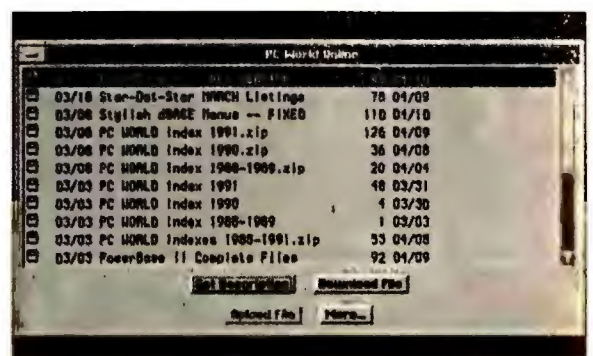 PC World Online
03/18 Star-Dot-Star MARCH Listings 78 04/09
03/08 Stylish dBASE Menus -- FIXED 110 04/10
03/08 PC WORLD Index 1991.zip 126 04/09
03/08 PC WORLD Index 1990.zip 36 04/08
03/08 PC WORLD Index 1988-1989.zip 20 04/04
03/03 PC WORLD Index 1991 48 03/31
03/03 PC WORLD Index 1990 4 03/30
03/03 PC WORLD Index 1988-1989 1 03/03
03/03 PC WORLD Indexes 1988-1991.zip 53 04/08
03/03 PowerBase II Complete Files 92 04/09
Get Description Download File
Upload File More...